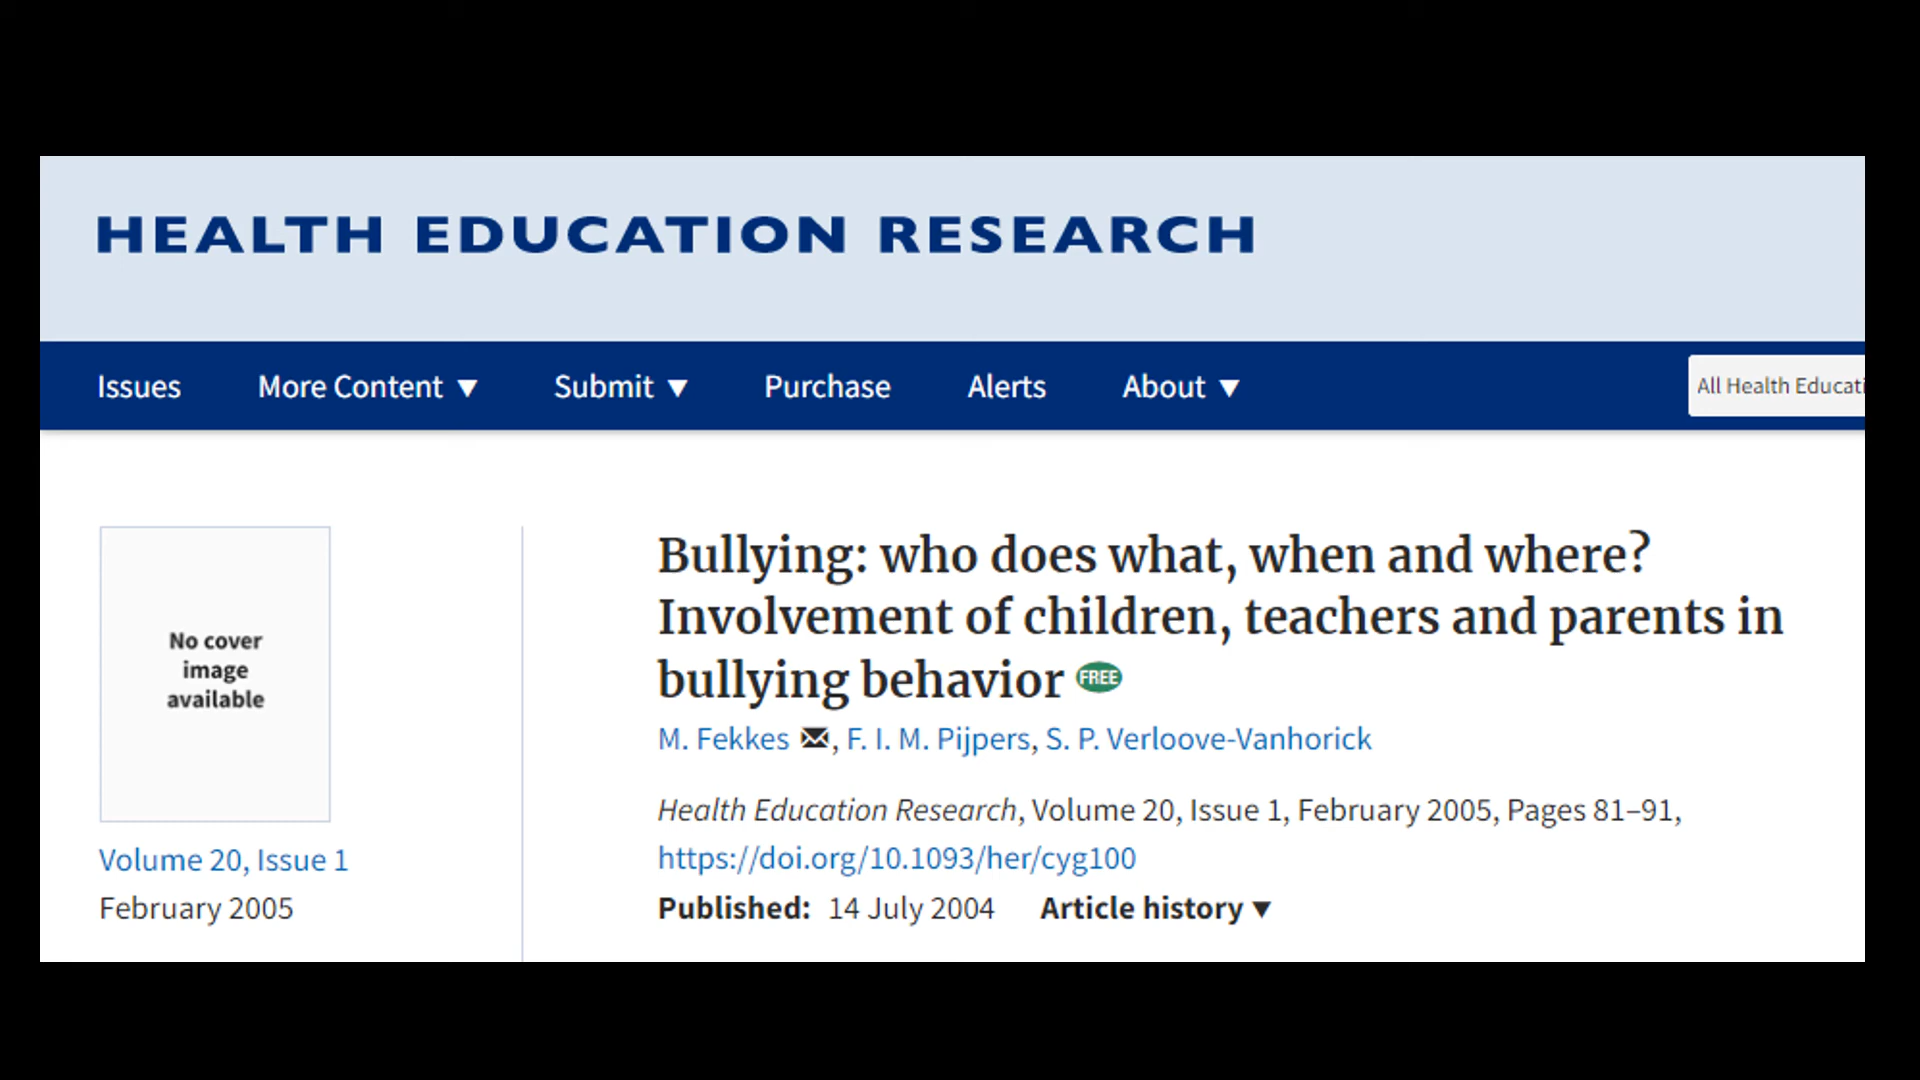 HEALTH EDUCATION RESEARCH
Issues More Content ▼ Submit ▼ Purchase Alerts About ▼ All Health Educati
No cover
image
available
Volume 20, Issue 1
February 2005
Bullying: who does what, when and where?
Involvement of children, teachers and parents in
bullying behavior FREE
M. Fekkes ✉, F. I. M. Pijpers, S. P. Verloove-Vanhorick
Health Education Research, Volume 20, Issue 1, February 2005, Pages 81–91,
https://doi.org/10.1093/her/cyg100
Published: 14 July 2004 Article history ▼